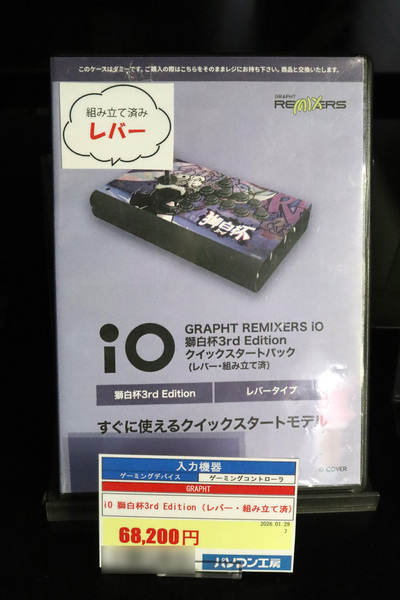 このケースはダミーです。ご購入の際はこちらをそのままレジにお持ち下さい。商品と交換いたします。
GRAPHT
REMIXERS
組み立て済み
レバー
獅白杯
iO
GRAPHT REMIXERS iO
獅白杯3rd Edition
クイックスタートパック
(レバー・組み立て済)
獅白杯3rd Edition
レバータイプ
すぐに使えるクイックスタートモデル
© COVER
入力機器
ゲーミングデバイス
ゲーミングコントローラ
GRAPHT
iO 獅白杯3rd Edition (レバー・組み立て済)
2026.01.29
7
68,200円
パソコン工房